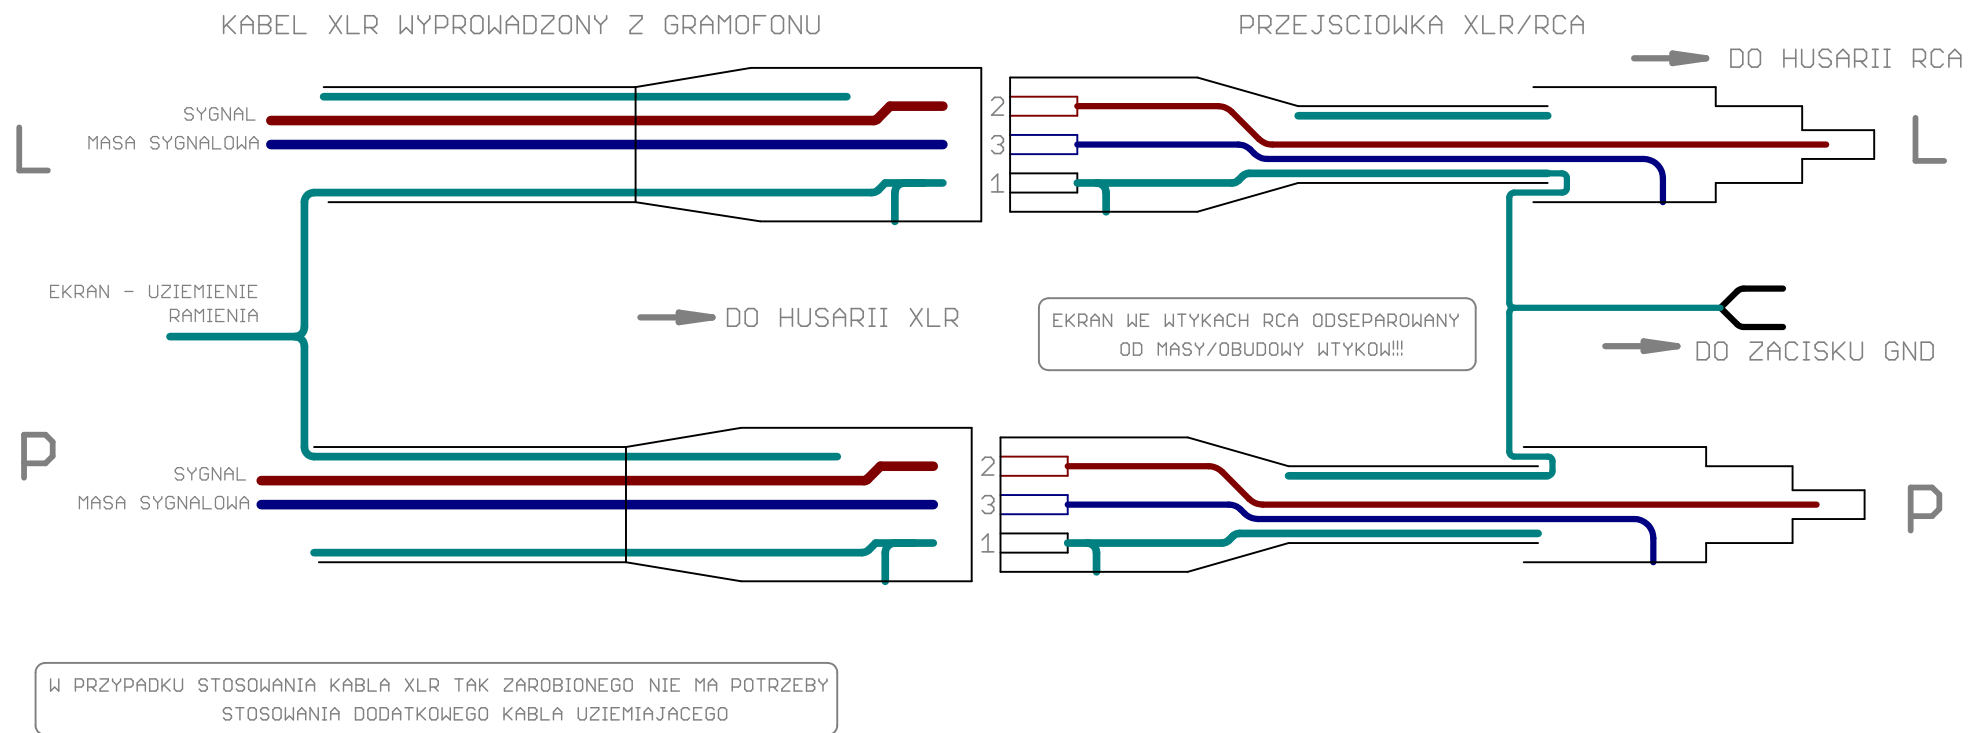 KABEL XLR WYPROWADZONY Z GRAMOFONU
PRZEJSCIOWKA XLR/RCA
DO HUSARII RCA
SYGNAL
MASA SYGNALOWA
L
2
3
1
L
EKRAN - UZIEMIENIE
RAMIENIA
DO HUSARII XLR
EKRAN WE WTYKACH RCA ODSEPAROWANY
OD MASY/OBUDOWY WTYKOW!!!
DO ZACISKU GND
P
SYGNAL
MASA SYGNALOWA
2
3
1
P
W PRZYPADKU STOSOWANIA KABLA XLR TAK ZAROBIONEGO NIE MA POTRZEBY
STOSOWANIA DODATKOWEGO KABLA UZIEMIAJACEGO